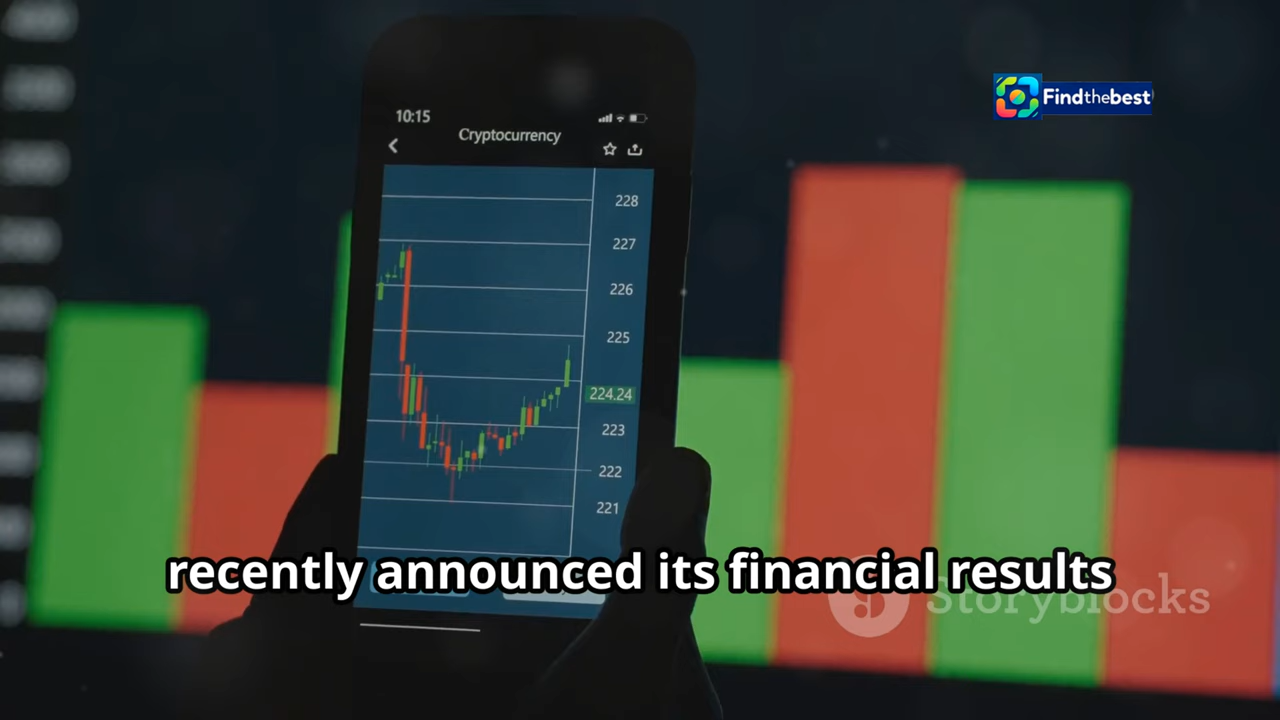 Findthebest
10:15
Cryptocurrency
228
227
226
225
224.24
223
222
221
recently announced its financial results
Storyblocks